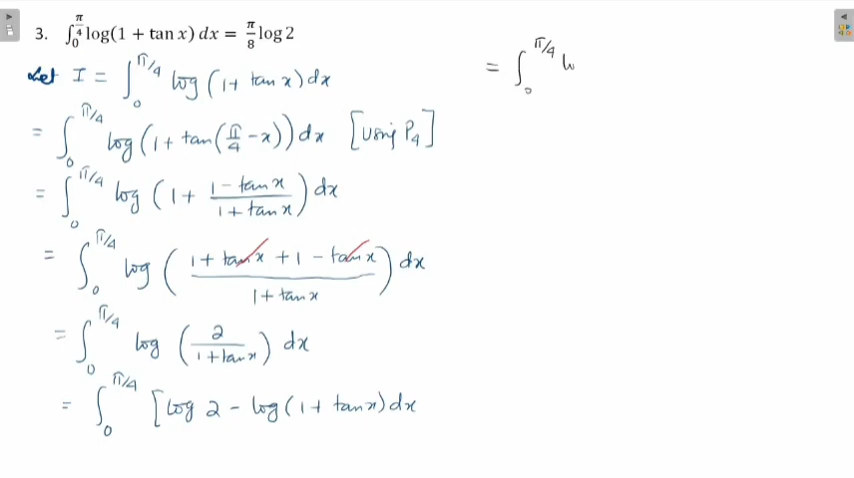 3. ∫₀^{π/4} log(1 + tan x) dx = π/8 log 2
Let I = ∫₀^{π/4} log (1 + tan x) dx
= ∫₀^{π/4} log (1 + tan(π/4 − x)) dx [Using P₄]
= ∫₀^{π/4} log (1 + (1 − tan x)/(1 + tan x)) dx
= ∫₀^{π/4} log ((1 + tan x + 1 − tan x)/(1 + tan x)) dx
= ∫₀^{π/4} log (2/(1 + tan x)) dx
= ∫₀^{π/4} [log 2 − log (1 + tan x) dx
= ∫₀^{π/4} lo